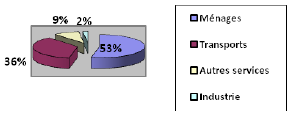 9%
2%
53%
36%
Ménages
Transports
Autres services
Industrie